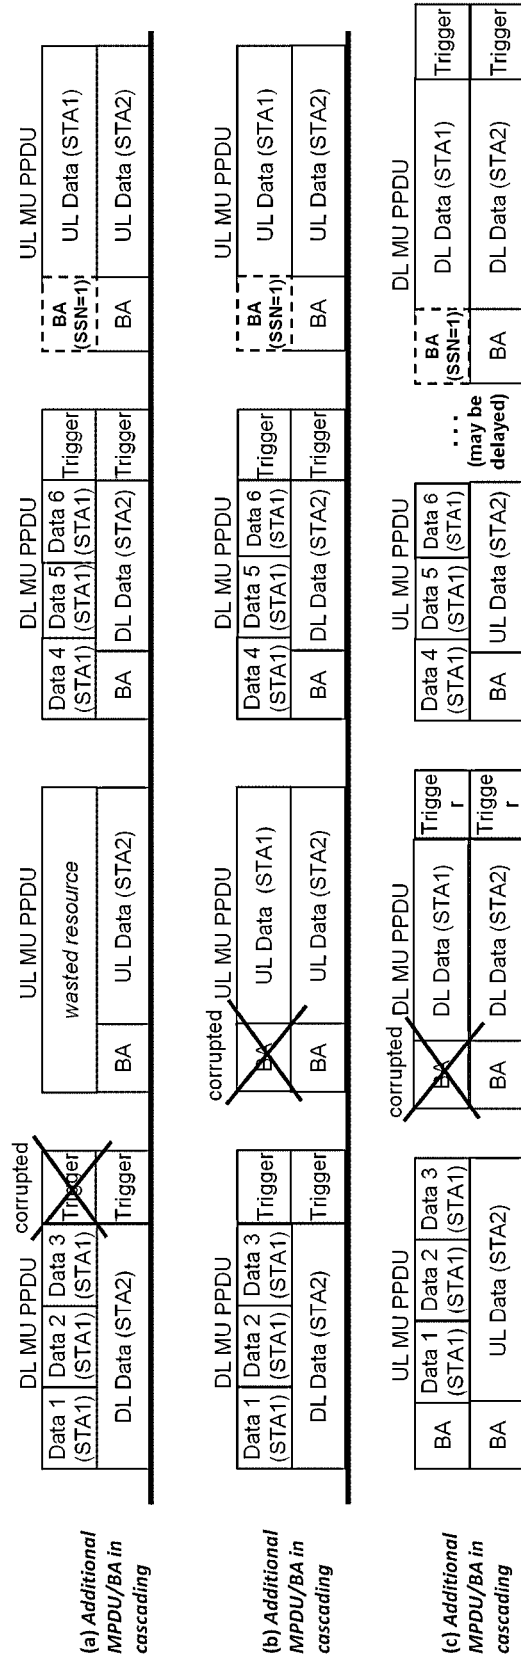 (a) Additional
MPDU/BA in
cascading
DL MU PPDU
corrupted
UL MU PPDU
DL MU PPDU
UL MU PPDU
Data 1
(STA1)
Data 2
(STA1)
Data 3
(STA1)
Trigger
wasted resource
Data 4
(STA1)
Data 5
(STA1)
Data 6
(STA1)
Trigger
BA
(SSN=1)
UL Data (STA1)
DL Data (STA2)
Trigger
BA
UL Data (STA2)
BA
DL Data (STA2)
Trigger
BA
UL Data (STA2)
(b) Additional
MPDU/BA in
cascading
DL MU PPDU
corrupted
UL MU PPDU
DL MU PPDU
UL MU PPDU
Data 1
(STA1)
Data 2
(STA1)
Data 3
(STA1)
Trigger
BA
UL Data (STA1)
Data 4
(STA1)
Data 5
(STA1)
Data 6
(STA1)
Trigger
BA
(SSN=1)
UL Data (STA1)
DL Data (STA2)
Trigger
BA
UL Data (STA2)
BA
DL Data (STA2)
Trigger
BA
UL Data (STA2)
(c) Additional
MPDU/BA in
cascading
UL MU PPDU
corrupted
DL MU PPDU
UL MU PPDU
DL MU PPDU
BA
Data 1
(STA1)
Data 2
(STA1)
Data 3
(STA1)
BA
DL Data (STA1)
Trigge
r
Data 4
(STA1)
Data 5
(STA1)
Data 6
(STA1)
. . .
(may be
delayed)
BA
(SSN=1)
DL Data (STA1)
Trigger
BA
UL Data (STA2)
BA
DL Data (STA2)
Trigge
r
BA
UL Data (STA2)
BA
DL Data (STA2)
Trigger